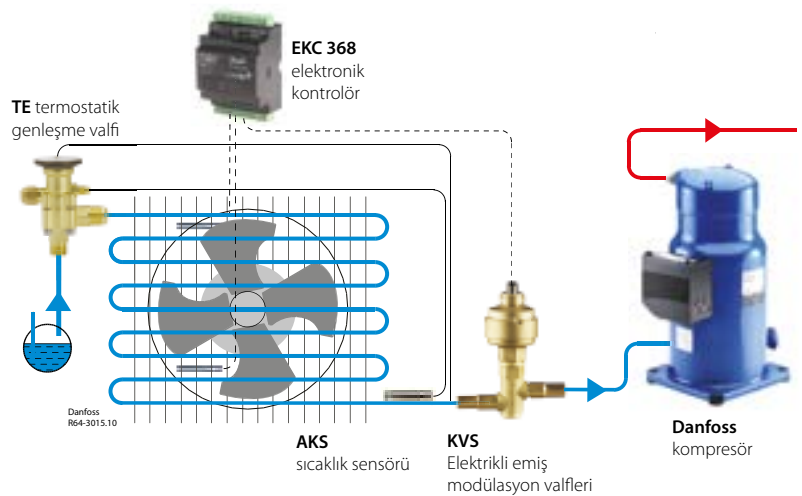 EKC 368
elektronik
kontrolör
TE termostatik
genleşme valfi
Danfoss
R64-3015.10
AKS
sıcaklık sensörü
KVS
Elektrikli emiş
modülasyon valfleri
Danfoss
kompresör